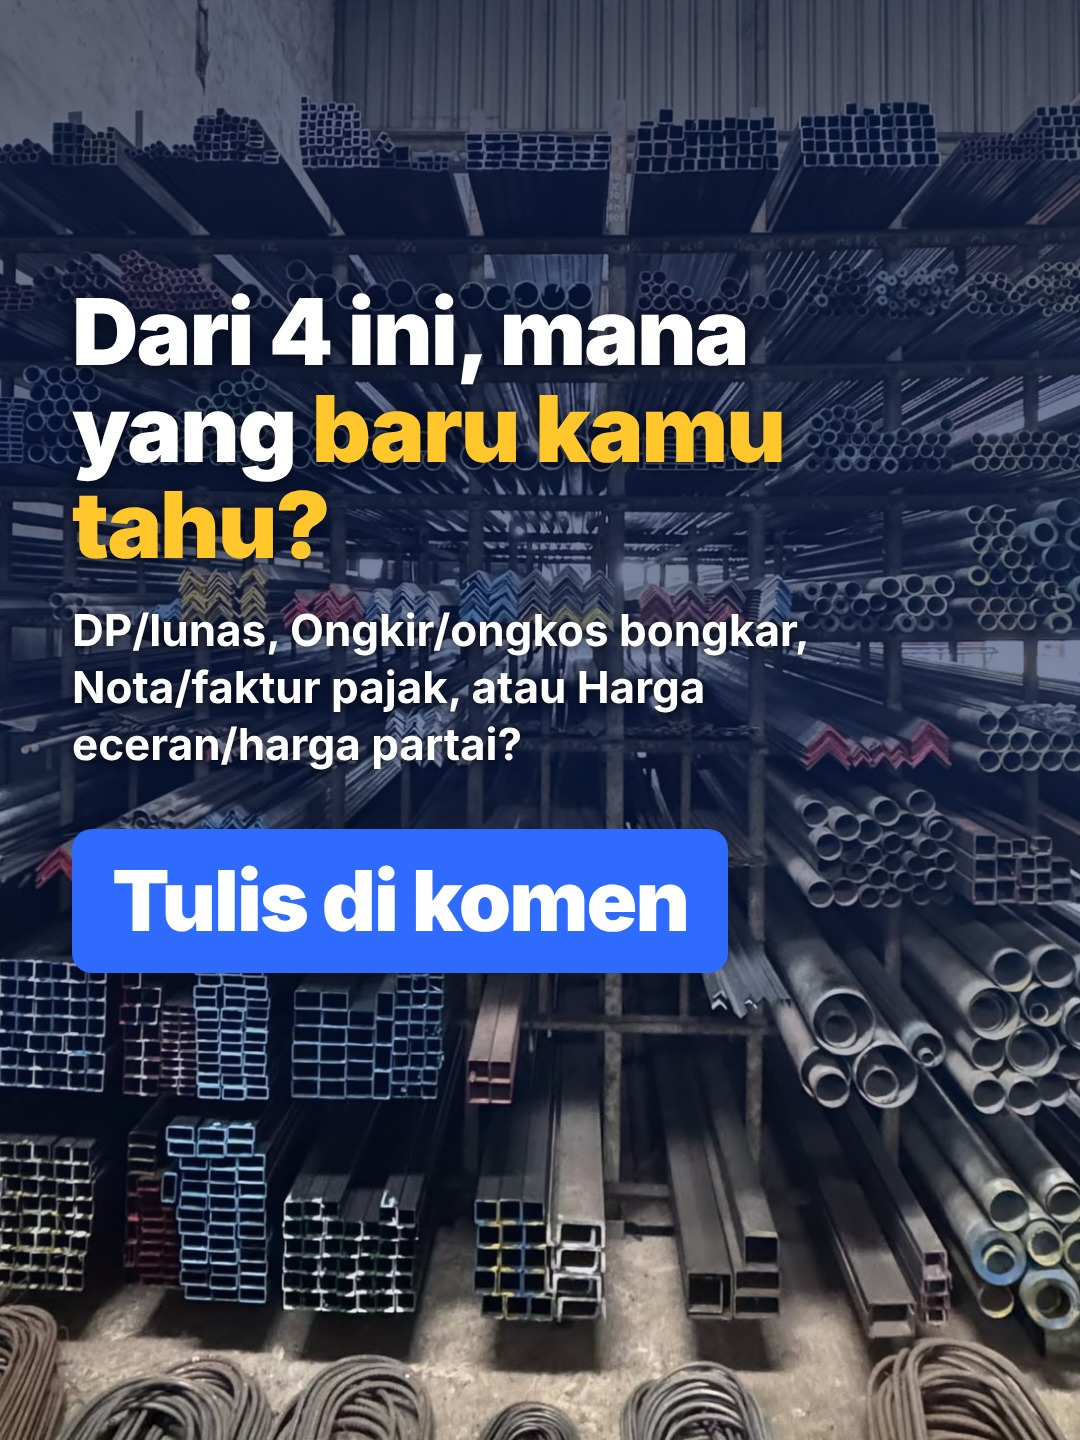 Dari 4 ini, mana
yang baru kamu
tahu?
DP/lunas, Ongkir/ongkos bongkar,
Nota/faktur pajak, atau Harga
eceran/harga partai?
Tulis di komen